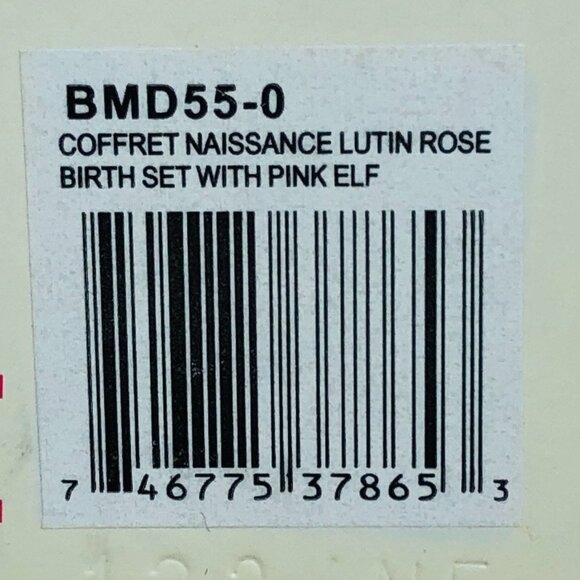 BMD55-0
COFFRET NAISSANCE LUTIN ROSE
BIRTH SET WITH PINK ELF
7 46775 37865 3